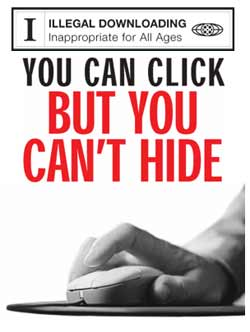 I
ILLEGAL DOWNLOADING
Inappropriate for All Ages
YOU CAN CLICK
BUT YOU
CAN'T HIDE